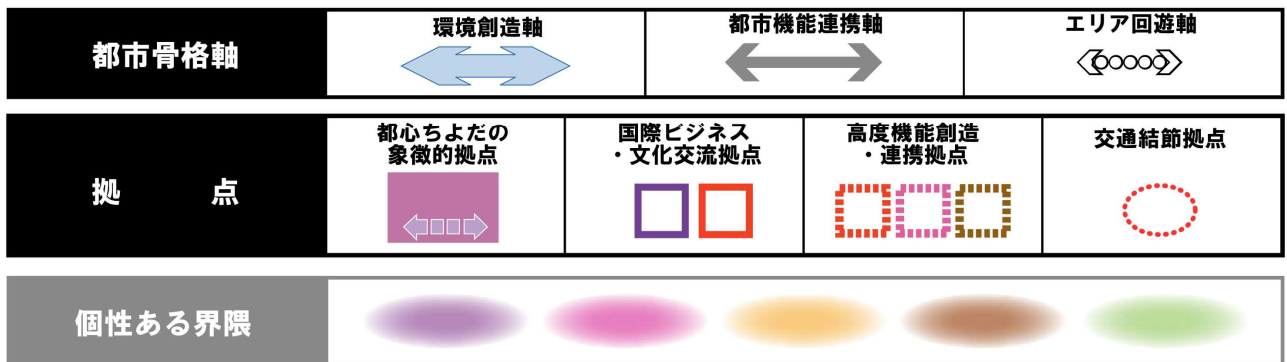 都市骨格軸
環境創造軸
都市機能連携軸
エリア回遊軸
拠　点
都心ちよだの
象徴的拠点
国際ビジネス
・文化交流拠点
高度機能創造
・連携拠点
交通結節拠点
個性ある界隈